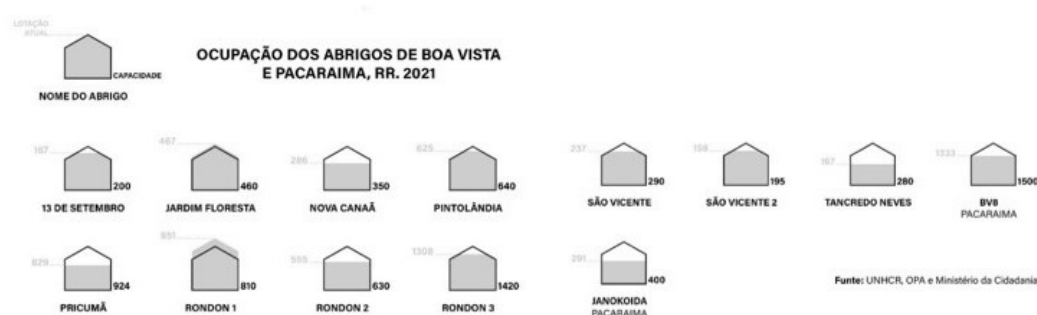 LOTAÇÃO
ATUAL
CAPACIDADE
NOME DO ABRIGO
OCUPAÇÃO DOS ABRIGOS DE BOA VISTA
E PACARAIMA, RR. 2021
187
200
13 DE SETEMBRO
467
460
JARDIM FLORESTA
286
350
NOVA CANAÃ
625
640
PINTOLÂNDIA
237
290
SÃO VICENTE
159
195
SÃO VICENTE 2
167
280
TANCREDO NEVES
1333
1500
BV8
PACARAIMA
829
924
PRICUMÃ
951
810
RONDON 1
555
630
RONDON 2
1308
1420
RONDON 3
291
400
JANOKOIDA
PACARAIMA
Funte: UNHCR, OPA e Ministério da Cidadania